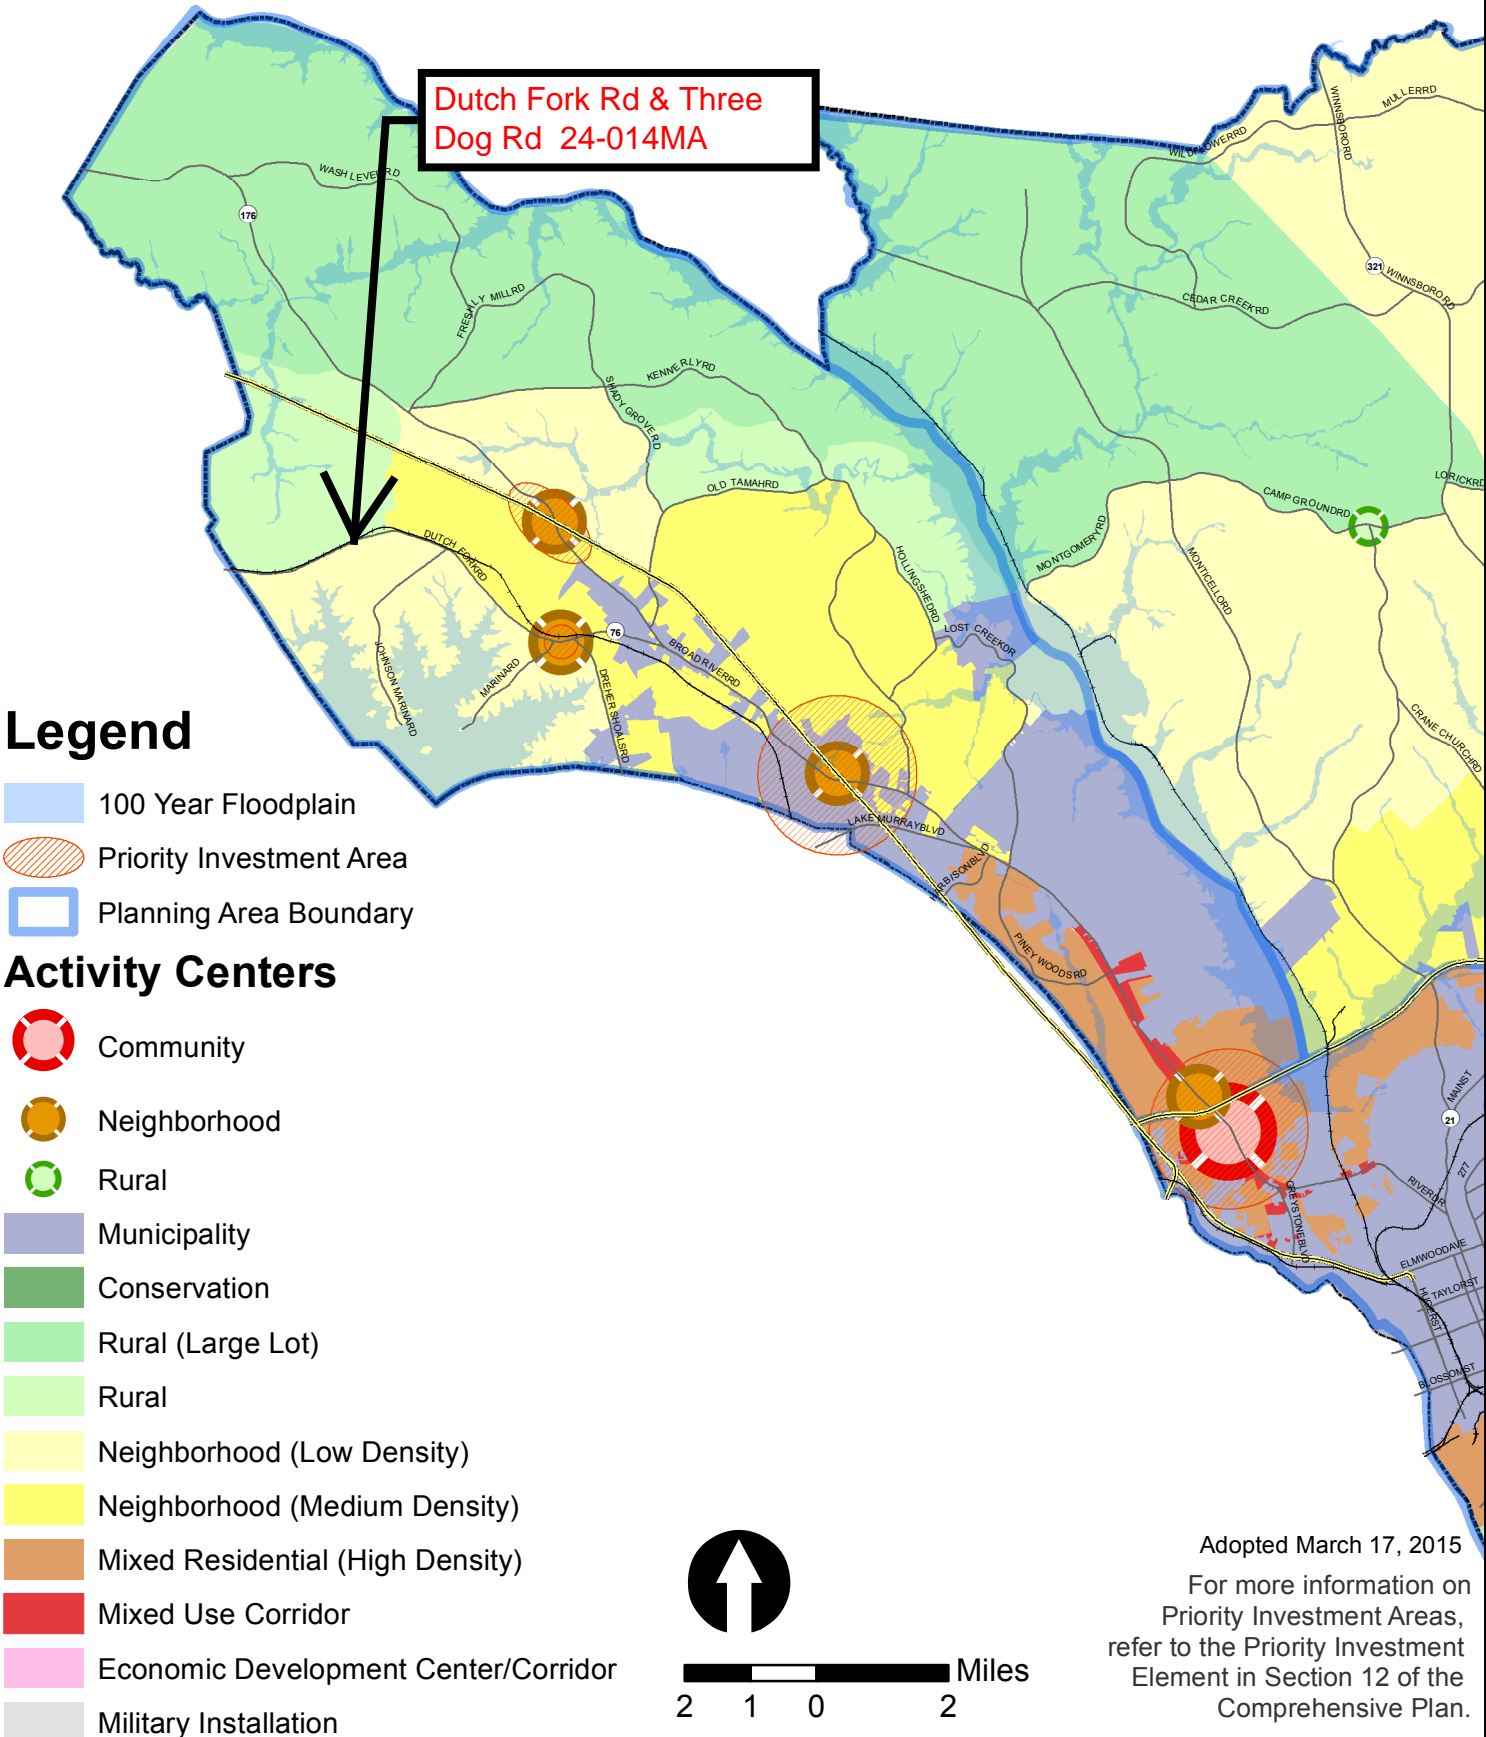 Dutch Fork Rd & Three
Dog Rd 24-014MA
WINNSBORO RD
MULLER RD
WILDFLOWER RD
WASH LEVER RD
176
321
WINNSBORO RD
FRESHLY MILL RD
CEDAR CREEK RD
KENNERLY RD
SHADY GROVE RD
OLD TAMAH RD
LORICK RD
CAMP GROUND RD
DUTCH FORK RD
HOLLINGSHED RD
MONTGOMERY RD
MONTICELLO RD
76
LOST CREEK DR
BROAD RIVER RD
JOHNSON MARINA RD
MARINA RD
DREHER SHOALS RD
CRANE CHURCH RD
LAKE MURRAY BLVD
HARBISON BLVD
PINEY WOODS RD
MAIN ST
21
277
RIVER DR
GREYSTONE BLVD
ELMWOOD AVE
TAYLOR ST
HUGER ST
BLOSSOM ST
Legend
100 Year Floodplain
Priority Investment Area
Planning Area Boundary
Activity Centers
Community
Neighborhood
Rural
Municipality
Conservation
Rural (Large Lot)
Rural
Neighborhood (Low Density)
Neighborhood (Medium Density)
Mixed Residential (High Density)
Mixed Use Corridor
Economic Development Center/Corridor
Military Installation
Miles
2 1 0 2
Adopted March 17, 2015
For more information on
Priority Investment Areas,
refer to the Priority Investment
Element in Section 12 of the
Comprehensive Plan.